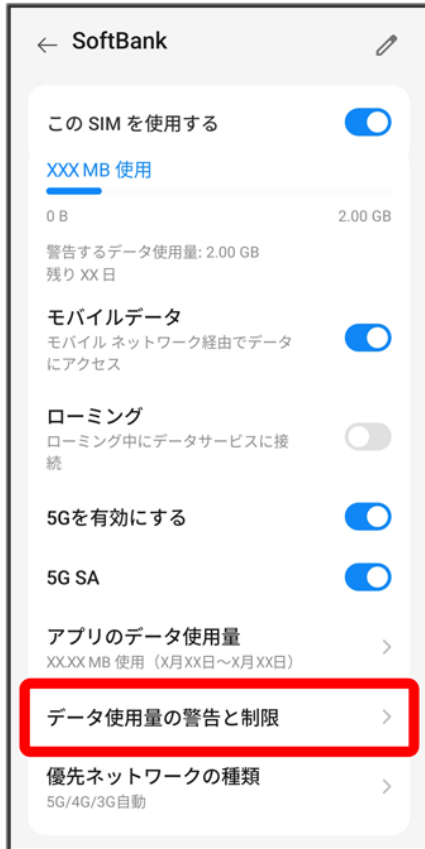 SoftBank
この SIM を使用する
XXX MB 使用
0 B 2.00 GB
警告するデータ使用量: 2.00 GB
残り XX 日
モバイルデータ
モバイル ネットワーク経由でデータ
にアクセス
ローミング
ローミング中にデータサービスに接
続
5Gを有効にする
5G SA
アプリのデータ使用量
XX.XX MB 使用（X月XX日～X月XX日）
データ使用量の警告と制限
優先ネットワークの種類
5G/4G/3G自動